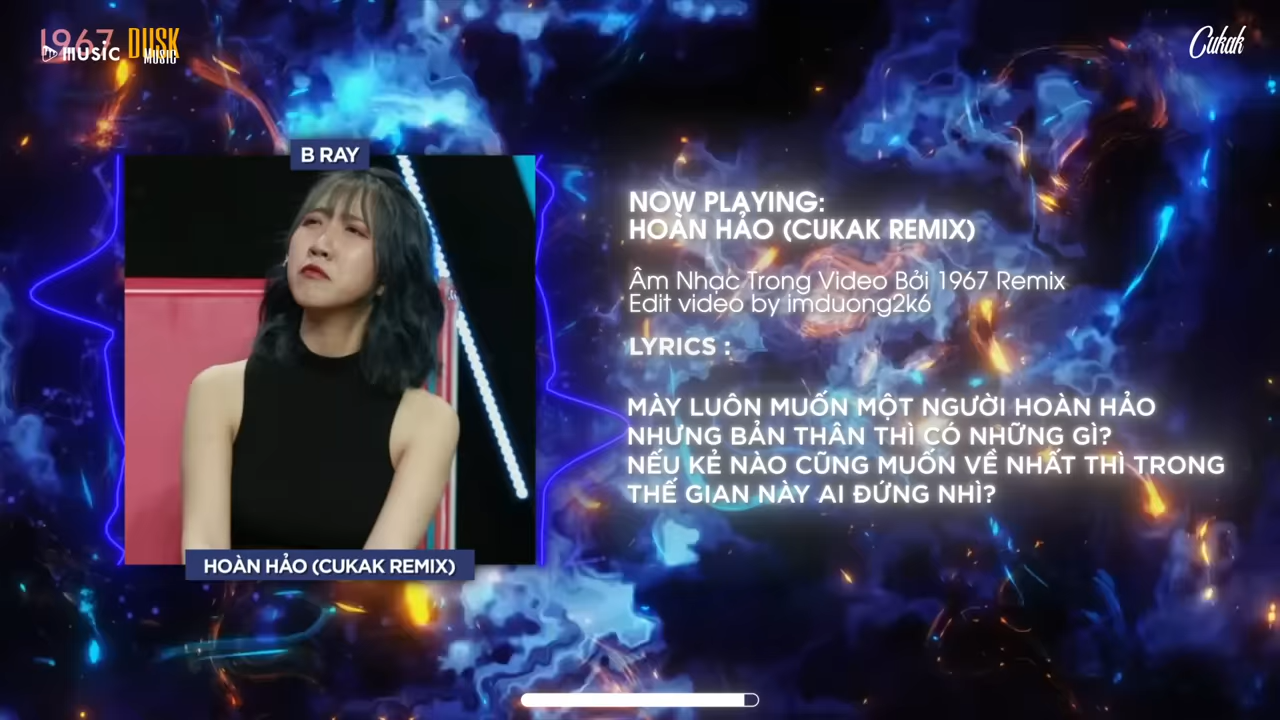 1967 DUSK
MUSIC MUSIC
Cukak
B RAY
HOÀN HẢO (CUKAK REMIX)
NOW PLAYING:
HOÀN HẢO (CUKAK REMIX)
Âm Nhạc Trong Video Bởi 1967 Remix
Edit video by imduong2k6
LYRICS :
MÀY LUÔN MUỐN MỘT NGƯỜI HOÀN HẢO
NHƯNG BẢN THÂN THÌ CÓ NHỮNG GÌ?
NẾU KẺ NÀO CŨNG MUỐN VỀ NHẤT THÌ TRONG
THẾ GIAN NÀY AI ĐỨNG NHÌ?